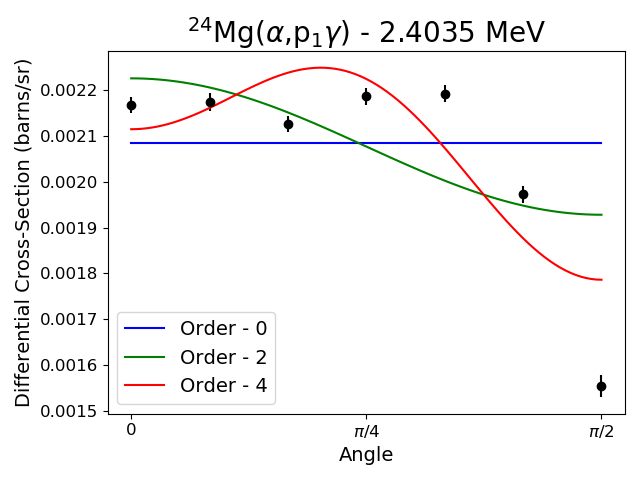 ²⁴Mg(α,p₁γ) - 2.4035 MeV
Differential Cross-Section (barns/sr)
0.0022
0.0021
0.0020
0.0019
0.0018
0.0017
0.0016
0.0015
Order - 0
Order - 2
Order - 4
0
π/4
π/2
Angle